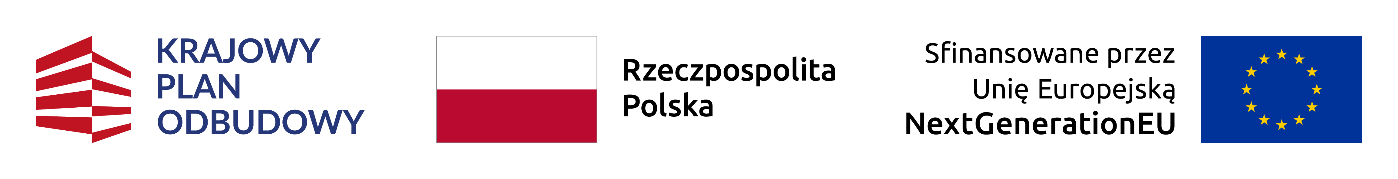 KRAJOWY
PLAN
ODBUDOWY
Rzeczpospolita
Polska
Sfinansowane przez
Unię Europejską
NextGenerationEU